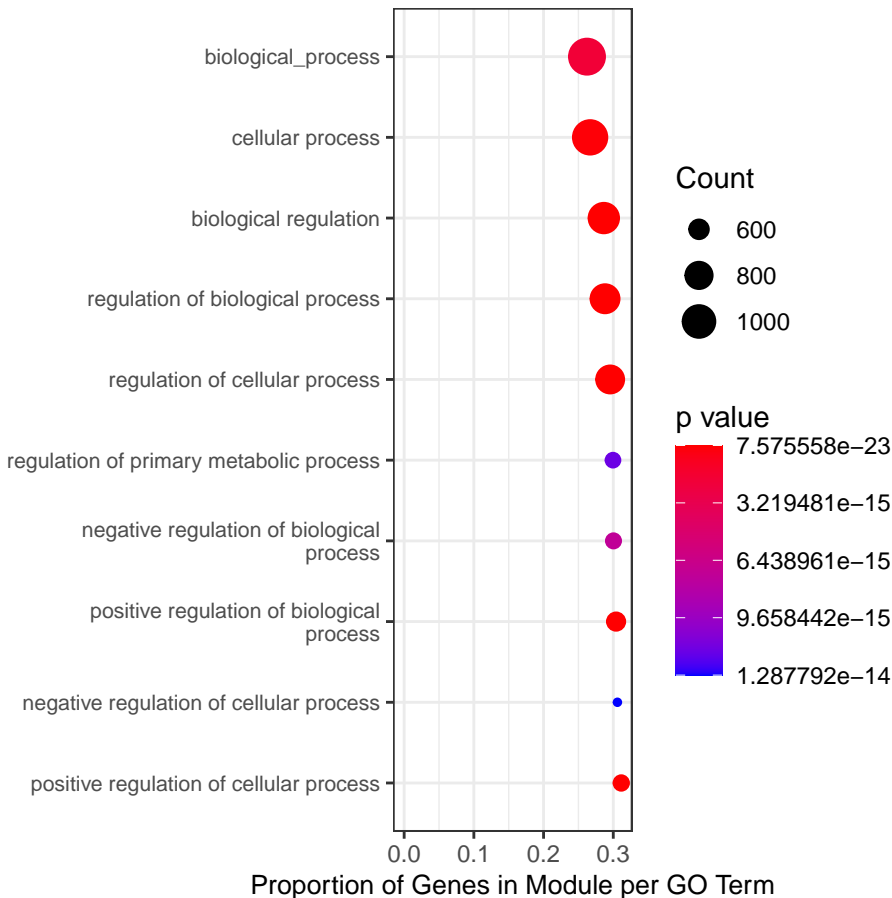 biological_process
cellular process
biological regulation
regulation of biological process
regulation of cellular process
regulation of primary metabolic process
negative regulation of biological
process
positive regulation of biological
process
negative regulation of cellular process
positive regulation of cellular process
0.0 0.1 0.2 0.3
Proportion of Genes in Module per GO Term
Count
600
800
1000
p value
7.575558e−23
3.219481e−15
6.438961e−15
9.658442e−15
1.287792e−14